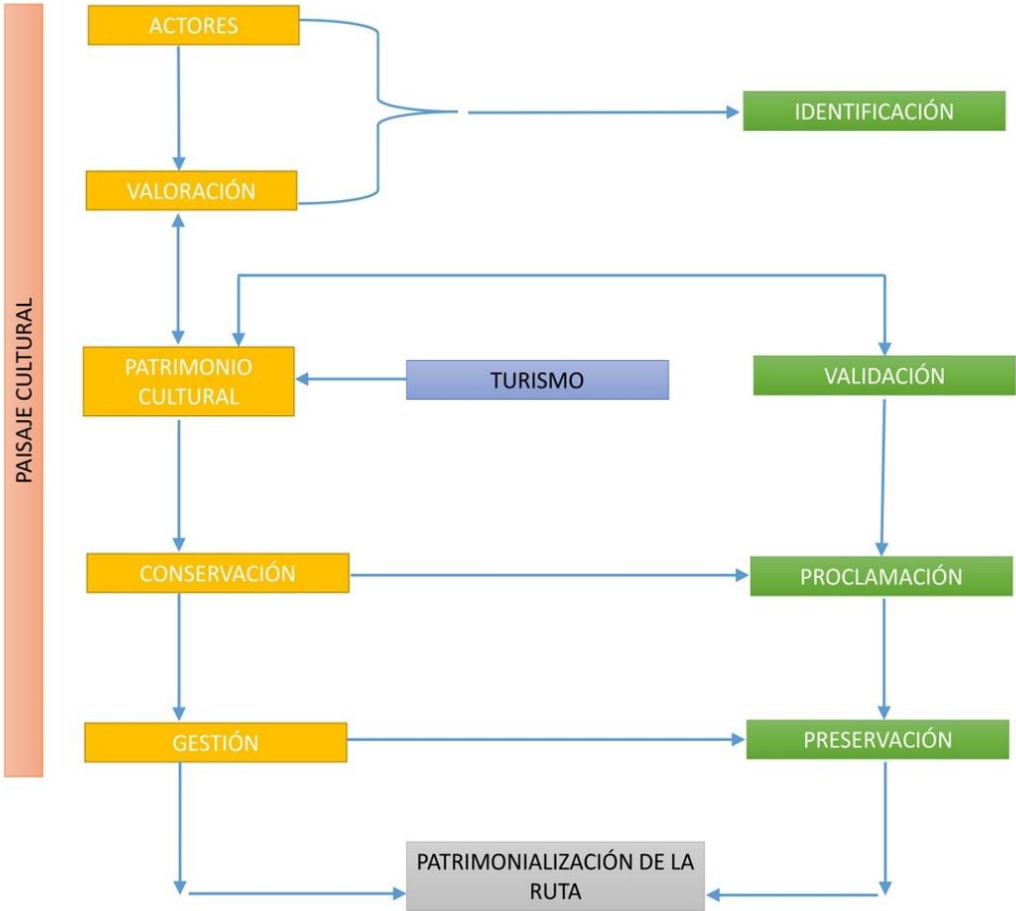 PAISAJE CULTURAL
ACTORES
IDENTIFICACIÓN
VALORACIÓN
PATRIMONIO
CULTURAL
TURISMO
VALIDACIÓN
CONSERVACIÓN
PROCLAMACIÓN
GESTIÓN
PRESERVACIÓN
PATRIMONIALIZACIÓN DE LA
RUTA